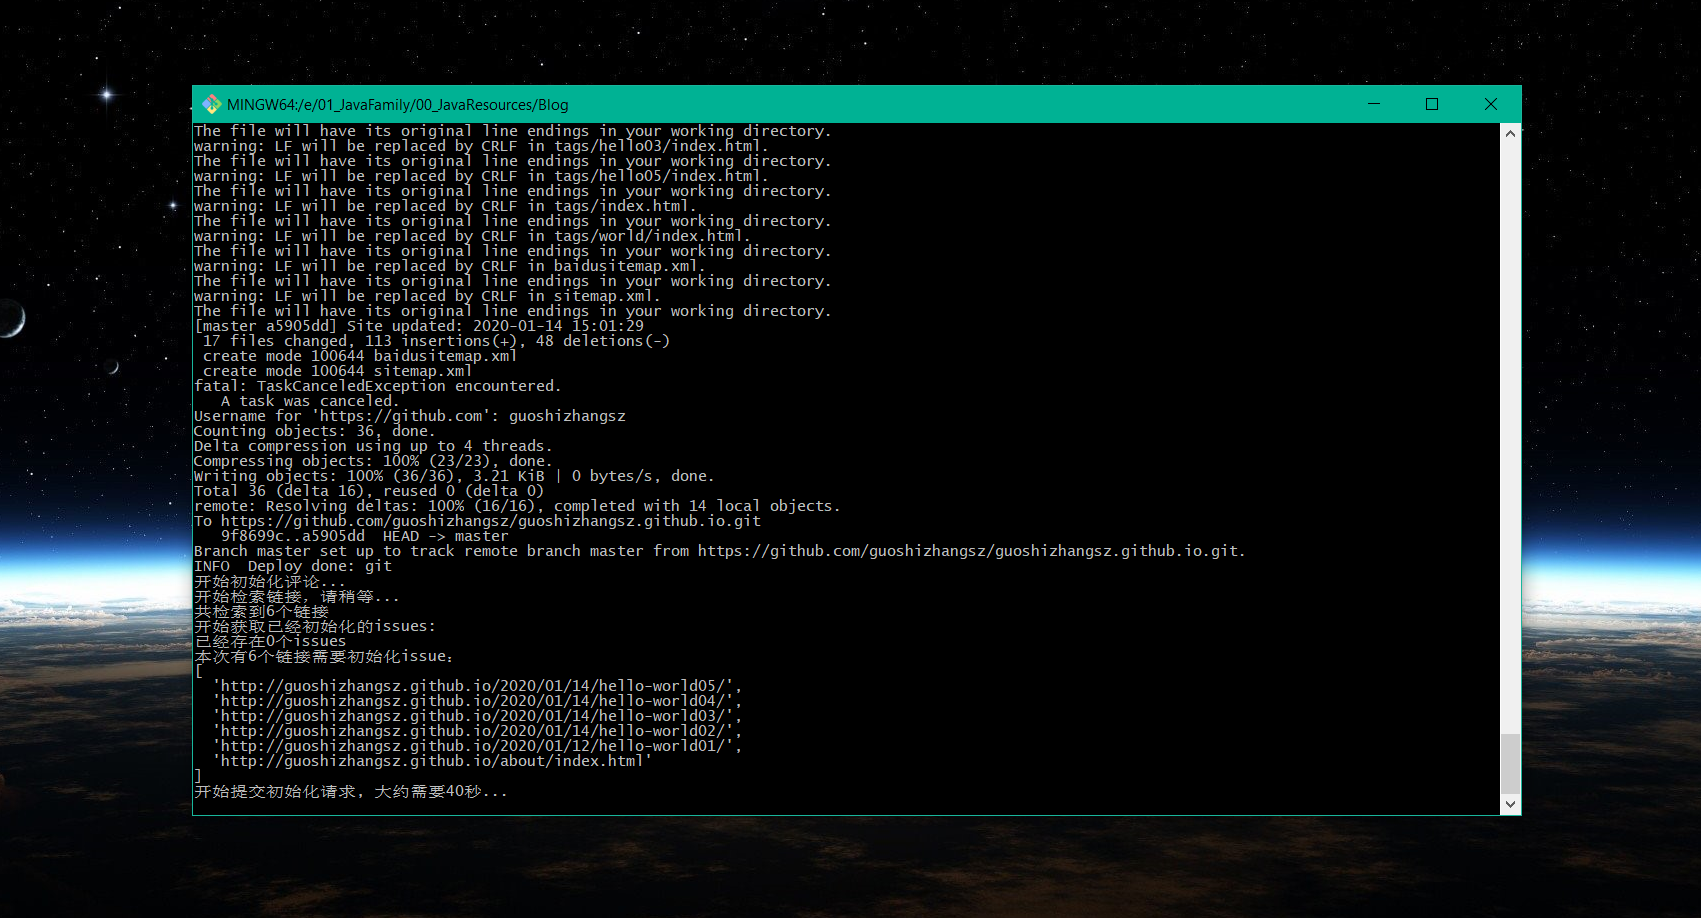 MINGW64:/e/01_JavaFamily/00_JavaResources/Blog
The file will have its original line endings in your working directory.
warning: LF will be replaced by CRLF in tags/hello03/index.html.
The file will have its original line endings in your working directory.
warning: LF will be replaced by CRLF in tags/hello05/index.html.
The file will have its original line endings in your working directory.
warning: LF will be replaced by CRLF in tags/index.html.
The file will have its original line endings in your working directory.
warning: LF will be replaced by CRLF in tags/world/index.html.
The file will have its original line endings in your working directory.
warning: LF will be replaced by CRLF in baidusitemap.xml.
The file will have its original line endings in your working directory.
warning: LF will be replaced by CRLF in sitemap.xml.
The file will have its original line endings in your working directory.
[master a5905dd] Site updated: 2020-01-14 15:01:29
 17 files changed, 113 insertions(+), 48 deletions(-)
 create mode 100644 baidusitemap.xml
 create mode 100644 sitemap.xml
fatal: TaskCanceledException encountered.
   A task was canceled.
Username for 'https://github.com': guoshizhangsz
Counting objects: 36, done.
Delta compression using up to 4 threads.
Compressing objects: 100% (23/23), done.
Writing objects: 100% (36/36), 3.21 KiB | 0 bytes/s, done.
Total 36 (delta 16), reused 0 (delta 0)
remote: Resolving deltas: 100% (16/16), completed with 14 local objects.
To https://github.com/guoshizhangsz/guoshizhangsz.github.io.git
   9f8699c..a5905dd  HEAD -> master
Branch master set up to track remote branch master from https://github.com/guoshizhangsz/guoshizhangsz.github.io.git.
INFO  Deploy done: git
开始初始化评论...
开始检索链接，请稍等...
共检索到6个链接
开始获取已经初始化的issues:
已经存在0个issues
本次有6个链接需要初始化issue：
[
  'http://guoshizhangsz.github.io/2020/01/14/hello-world05/',
  'http://guoshizhangsz.github.io/2020/01/14/hello-world04/',
  'http://guoshizhangsz.github.io/2020/01/14/hello-world03/',
  'http://guoshizhangsz.github.io/2020/01/14/hello-world02/',
  'http://guoshizhangsz.github.io/2020/01/12/hello-world01/',
  'http://guoshizhangsz.github.io/about/index.html'
]
开始提交初始化请求，大约需要40秒...